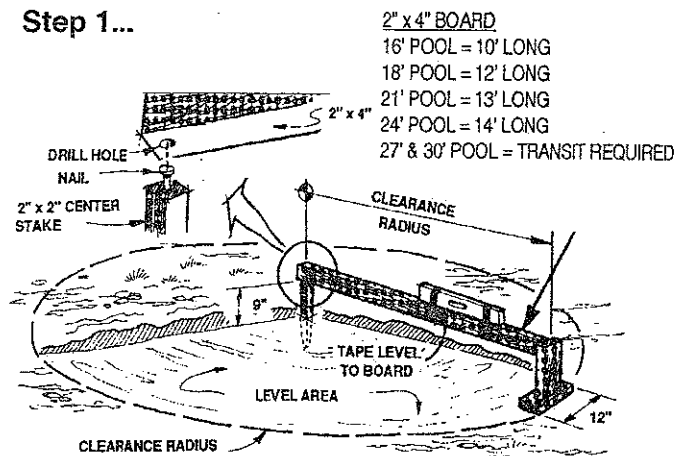 Step 1...
2" x 4" BOARD
16' POOL = 10' LONG
18' POOL = 12' LONG
21' POOL = 13' LONG
24' POOL = 14' LONG
27' & 30' POOL = TRANSIT REQUIRED
2" x 4"
DRILL HOLE
NAIL
2" x 2" CENTER
STAKE
CLEARANCE
RADIUS
9"
TAPE LEVEL
TO BOARD
LEVEL AREA
12"
CLEARANCE RADIUS